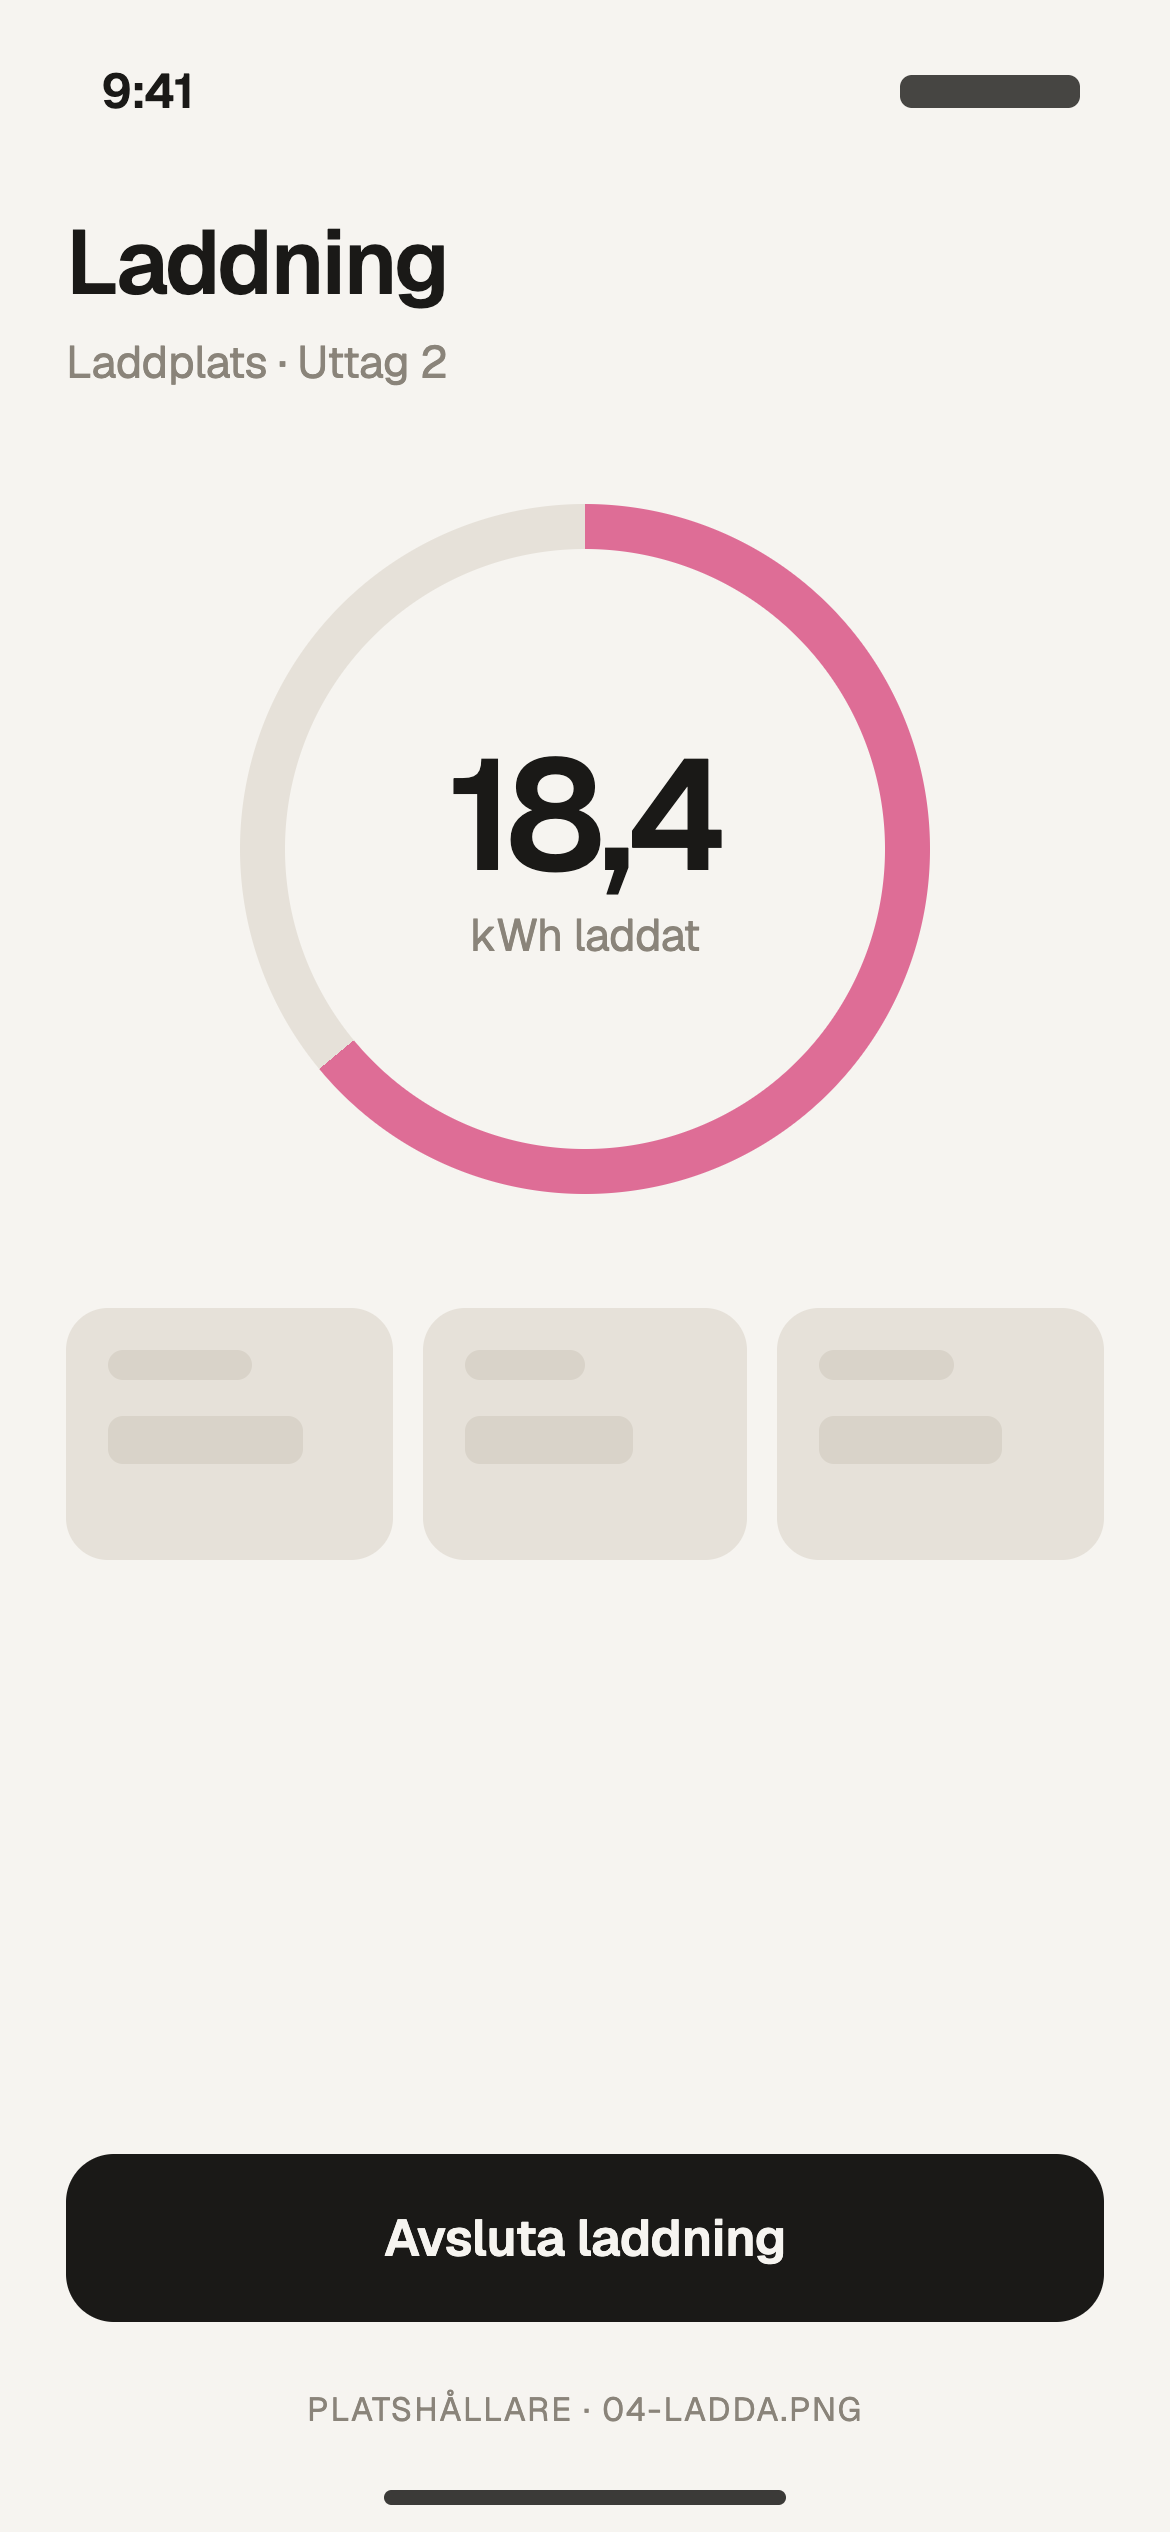 9:41
Laddning
Laddplats · Uttag 2
18,4
kWh laddat
Avsluta laddning
PLATSHÅLLARE · 04-LADDA.PNG